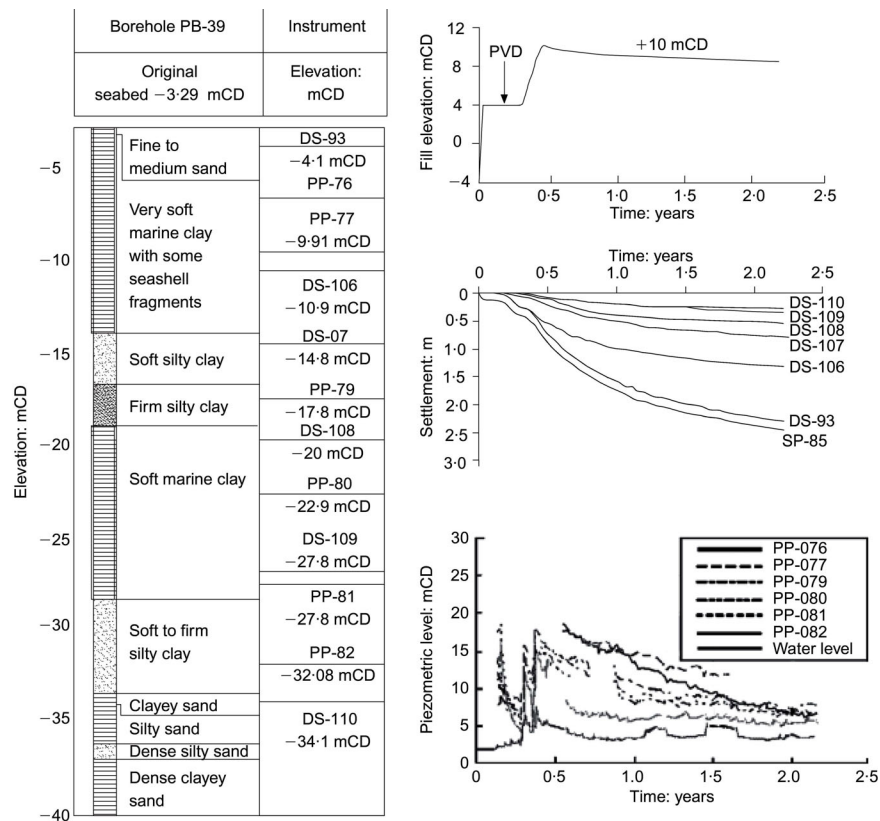 Borehole PB-39
Instrument
Original
seabed −3·29 mCD
Elevation:
mCD
Elevation: mCD
−5
−10
−15
−20
−25
−30
−35
−40
Fine to
medium sand
Very soft
marine clay
with some
seashell
fragments
Soft silty clay
Firm silty clay
Soft marine clay
Soft to firm
silty clay
Clayey sand
Silty sand
Dense silty sand
Dense clayey
sand
DS-93
−4·1 mCD
PP-76
PP-77
−9·91 mCD
DS-106
−10·9 mCD
DS-07
−14·8 mCD
PP-79
−17·8 mCD
DS-108
−20 mCD
PP-80
−22·9 mCD
DS-109
−27·8 mCD
PP-81
−27·8 mCD
PP-82
−32·08 mCD
DS-110
−34·1 mCD
Fill elevation: mCD
12
8
4
0
−4
PVD
+10 mCD
0 0·5 1·0 1·5 2·0 2·5
Time: years
Time: years
0 0·5 1·0 1·5 2·0 2·5
Settlement: m
0
0·5
1·0
1·5
2·0
2·5
3·0
DS-110
DS-109
DS-108
DS-107
DS-106
DS-93
SP-85
Piezometric level: mCD
30
25
20
15
10
5
0
PP-076
PP-077
PP-079
PP-080
PP-081
PP-082
Water level
0 0·5 1·0 1·5 2·0 2·5
Time: years